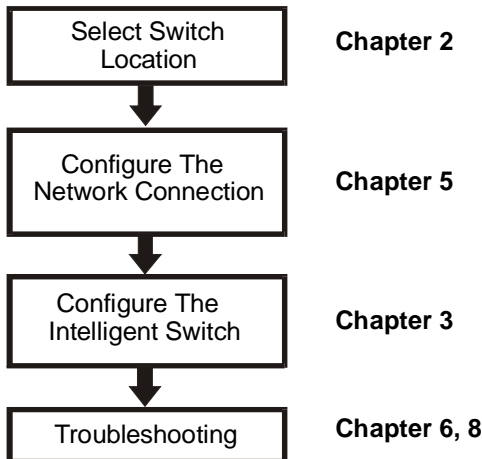 Select Switch
Location
Chapter 2
Configure The
Network Connection
Chapter 5
Configure The
Intelligent Switch
Chapter 3
Troubleshooting
Chapter 6, 8